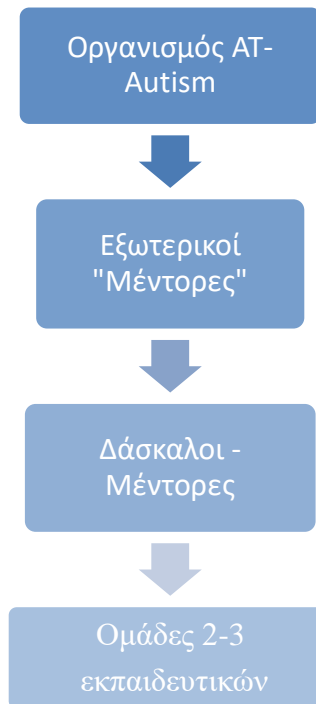 Οργανισμός AT-
Autism
Εξωτερικοί
"Μέντορες"
Δάσκαλοι -
Μέντορες
Ομάδες 2-3
εκπαιδευτικών